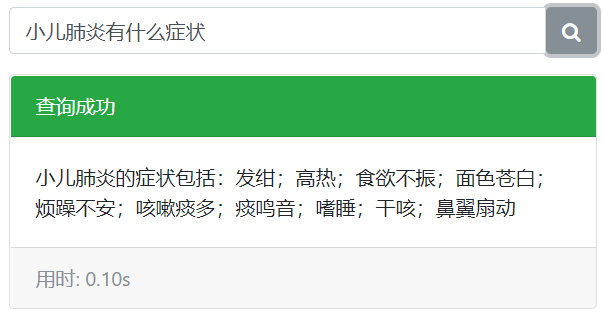 小儿肺炎有什么症状
查询成功
小儿肺炎的症状包括：发绀；高热；食欲不振；面色苍白；
烦躁不安；咳嗽痰多；痰鸣音；嗜睡；干咳；鼻翼扇动
用时: 0.10s